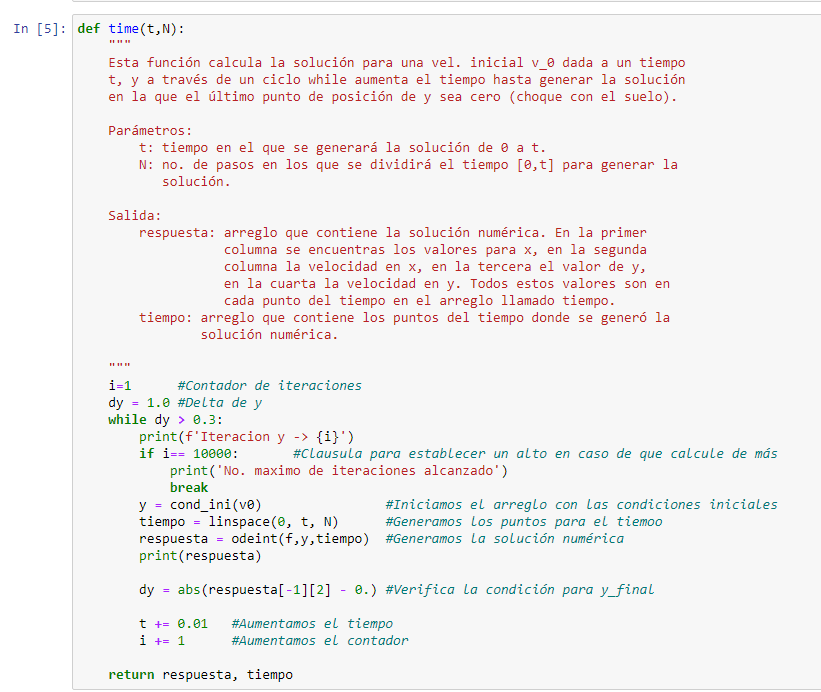 In [5]: def time(t,N):
"""
Esta función calcula la solución para una vel. inicial v_0 dada a un tiempo
t, y a través de un ciclo while aumenta el tiempo hasta generar la solución
en la que el último punto de posición de y sea cero (choque con el suelo).
Parámetros:
t: tiempo en el que se generará la solución de 0 a t.
N: no. de pasos en los que se dividirá el tiempo [0,t] para generar la
solución.
Salida:
respuesta: arreglo que contiene la solución numérica. En la primer
columna se encuentras los valores para x, en la segunda
columna la velocidad en x, en la tercera el valor de y,
en la cuarta la velocidad en y. Todos estos valores son en
cada punto del tiempo en el arreglo llamado tiempo.
tiempo: arreglo que contiene los puntos del tiempo donde se generó la
solución numérica.
"""
i=1 #Contador de iteraciones
dy = 1.0 #Delta de y
while dy > 0.3:
print(f'Iteracion y -> {i}')
if i== 10000: #Clausula para establecer un alto en caso de que calcule de más
print('No. maximo de iteraciones alcanzado')
break
y = cond_ini(v0) #Iniciamos el arreglo con las condiciones iniciales
tiempo = linspace(0, t, N) #Generamos los puntos para el tiemoo
respuesta = odeint(f,y,tiempo) #Generamos la solución numérica
print(respuesta)
dy = abs(respuesta[-1][2] - 0.) #Verifica la condición para y_final
t += 0.01 #Aumentamos el tiempo
i += 1 #Aumentamos el contador
return respuesta, tiempo